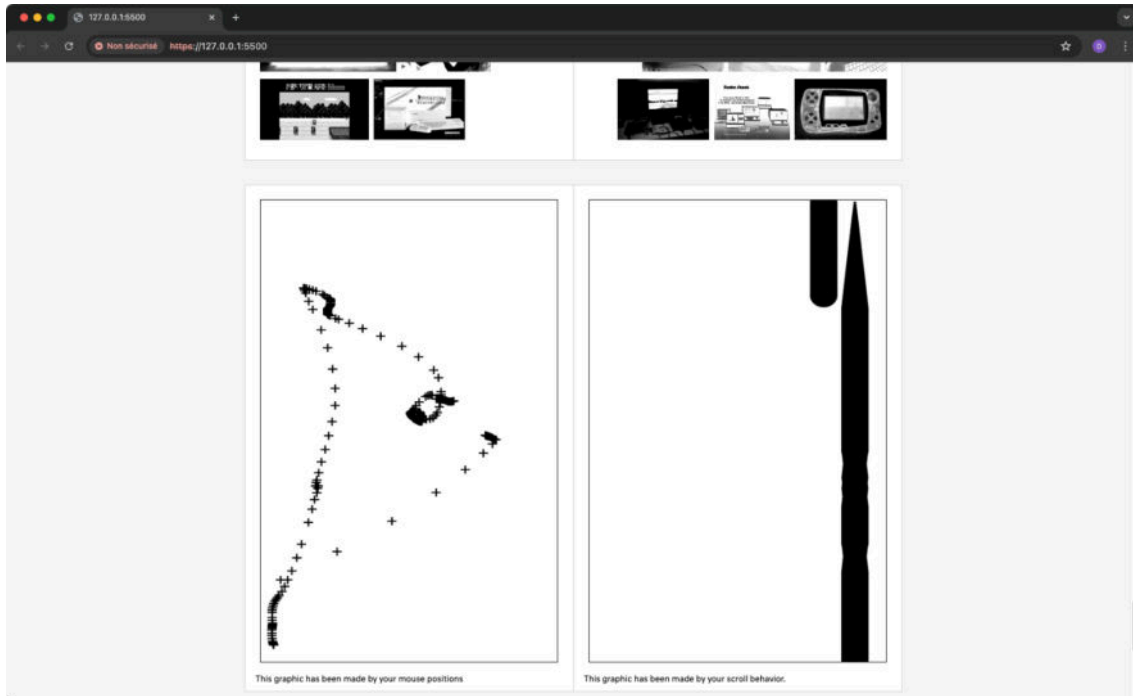 127.0.0.1:5500
Non sécurisé
https://127.0.0.1:5500
This graphic has been made by your mouse positions
This graphic has been made by your scroll behavior.